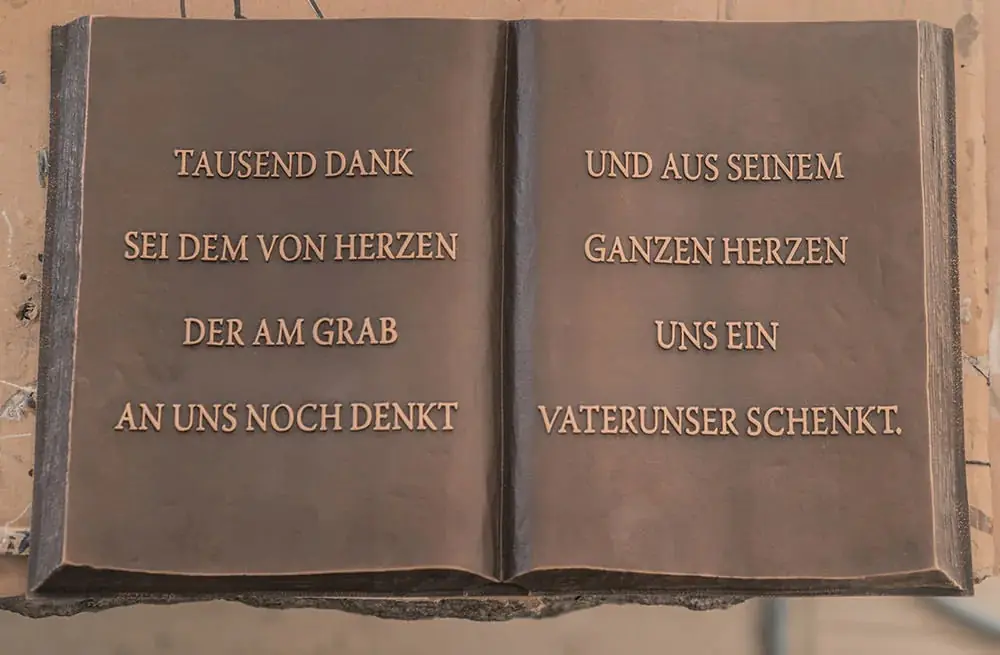 TAUSEND DANK
SEI DEM VON HERZEN
DER AM GRAB
AN UNS NOCH DENKT
UND AUS SEINEM
GANZEN HERZEN
UNS EIN
VATERUNSER SCHENKT.